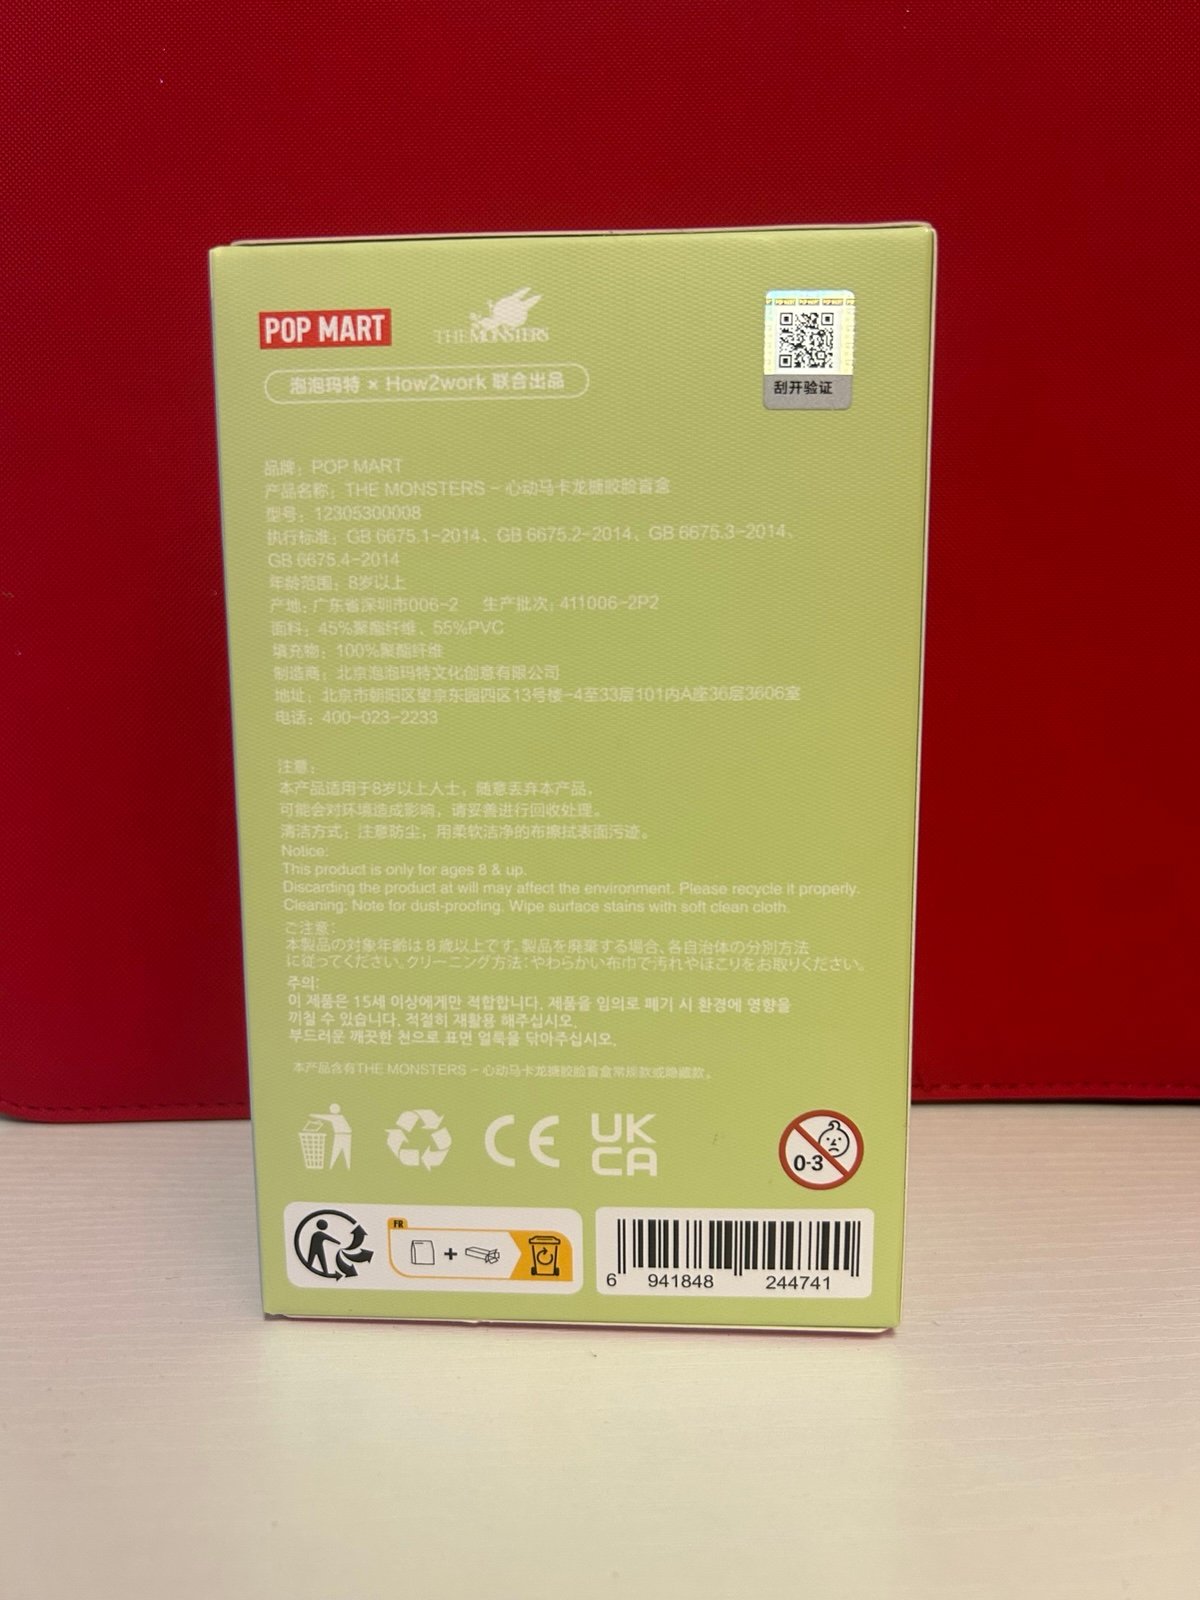 POP MART
THE MONSTERS
POP MART POP MART POP MART
泡泡玛特 × How2work 联合出品
刮开验证
品牌：POP MART
产品名称：THE MONSTERS - 心动马卡龙搪胶脸盲盒
型号：12305300008
执行标准：GB 6675.1-2014、GB 6675.2-2014、GB 6675.3-2014、
GB 6675.4-2014
年龄范围：8岁以上
产地：广东省深圳市006-2 生产批次：411006-2P2
面料：45%聚酯纤维、55%PVC
填充物：100%聚酯纤维
制造商：北京泡泡玛特文化创意有限公司
地址：北京市朝阳区望京东园四区13号楼-4至33层101内A座36层3606室
电话：400-023-2233
注意：
本产品适用于8岁以上人士，随意丢弃本产品，
可能会对环境造成影响，请妥善进行回收处理。
清洁方式：注意防尘，用柔软洁净的布擦拭表面污迹。
Notice:
This product is only for ages 8 & up.
Discarding the product at will may affect the environment. Please recycle it properly.
Cleaning: Note for dust-proofing. Wipe surface stains with soft clean cloth.
ご注意:
本製品の対象年齢は8歳以上です。製品を廃棄する場合、各自治体の分別方法
に従ってください。クリーニング方法：やわらかい布巾で汚れやほこりをお取りください。
주의:
이 제품은 15세 이상에게만 적합합니다. 제품을 임의로 폐기 시 환경에 영향을
끼칠 수 있습니다. 적절히 재활용 해주십시오.
부드러운 깨끗한 천으로 표면 얼룩을 닦아주십시오.
本产品含有THE MONSTERS - 心动马卡龙搪胶脸盲盒常规款或隐藏款。
CE
UK
CA
0-3
FR
+
6 941848 244741